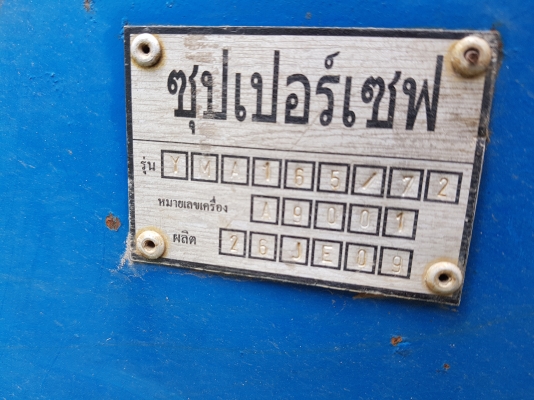 ซุปเปอร์เซฟ
รุ่น YMA165/72
หมายเลขเครื่อง A9001
ผลิต 26JE09